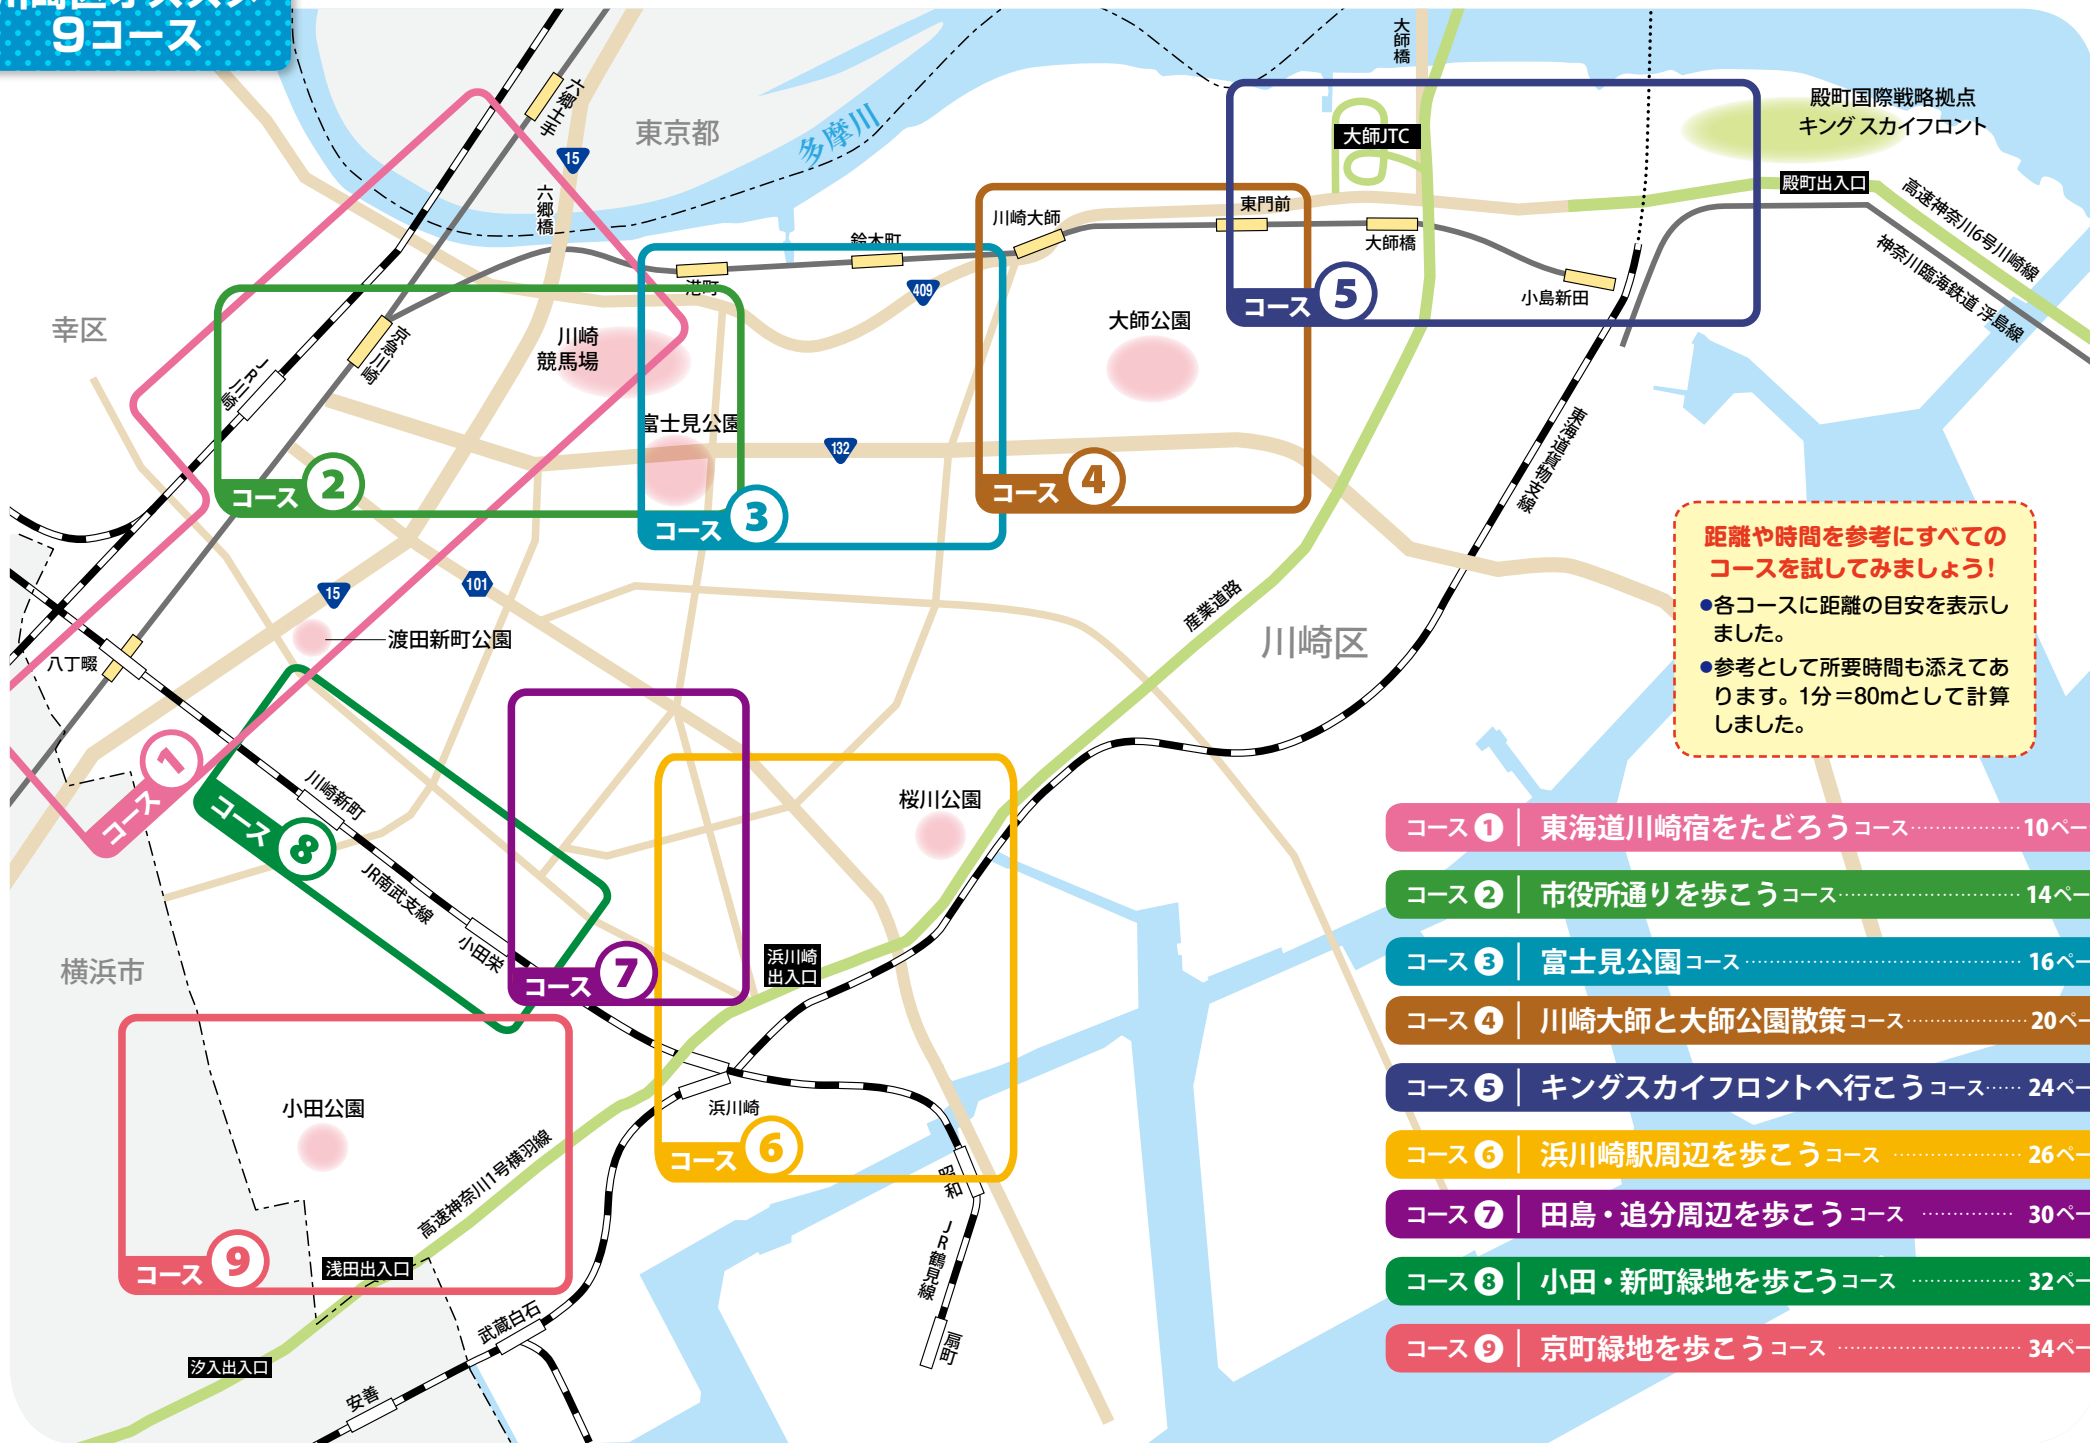 9コース
東京都
多摩川
六郷土手
15
六郷橋
大師橋
大師JTC
殿町国際戦略拠点
キング スカイフロント
殿町出入口
高速神奈川6号川崎線
神奈川臨海鉄道 浮島線
川崎大師
東門前
大師橋
小島新田
コース 5
鈴木町
港町
409
幸区
JR川崎
京急川崎
川崎
競馬場
富士見公園
132
大師公園
コース 2
コース 3
コース 4
東海道貨物支線
15
101
渡田新町公園
八丁畷
産業道路
川崎区
距離や時間を参考にすべての
コースを試してみましょう!
●各コースに距離の目安を表示し
ました。
●参考として所要時間も添えてあ
ります。1分=80mとして計算
しました。
コース 1
コース 8
川崎新町
JR南武支線
小田栄
コース 7
桜川公園
浜川崎
出入口
横浜市
浜川崎
コース 6
小田公園
高速神奈川1号横羽線
昭和
JR鶴見線
扇町
コース 9
浅田出入口
武蔵白石
汐入出入口
安善
コース ❶ 東海道川崎宿をたどろうコース………………10ペー
コース ❷ 市役所通りを歩こうコース………………14ペー
コース ❸ 富士見公園コース………………16ペー
コース ❹ 川崎大師と大師公園散策コース………………20ペー
コース ❺ キングスカイフロントへ行こうコース……24ペー
コース ❻ 浜川崎駅周辺を歩こうコース………………26ペー
コース ❼ 田島・追分周辺を歩こうコース……………30ペー
コース ❽ 小田・新町緑地を歩こうコース………………32ペー
コース ❾ 京町緑地を歩こうコース………………34ペー